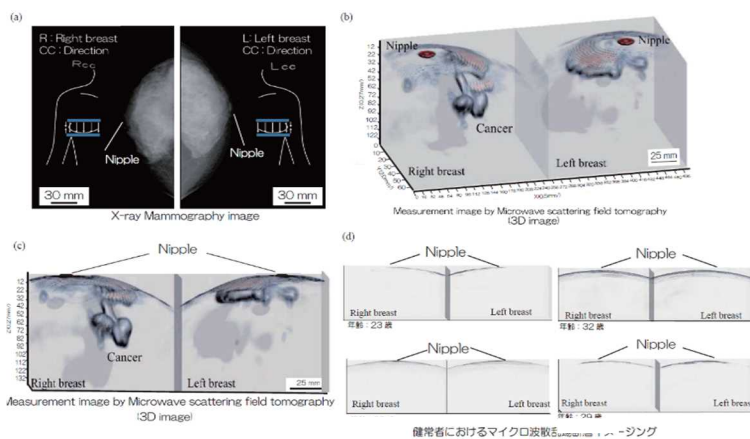 (a)
R : Right breast
CC : Direction
Rcc
L : Left breast
CC : Direction
Lcc
Nipple
Nipple
30 mm
30 mm
X-ray Mammography image
(b)
Nipple
Nipple
Cancer
Right breast
Left breast
25 mm
Measurement image by Microwave scattering field tomography
(3D image)
(c)
Nipple
Cancer
Right breast
Left breast
25 mm
Measurement image by Microwave scattering field tomography
(3D image)
(d)
Nipple
Right breast
Left breast
年齢:23 歳
Nipple
Right breast
Left breast
年齢:32 歳
Nipple
Right breast
Left breast
Nipple
Right breast
Left breast
健常者におけるマイクロ波散乱